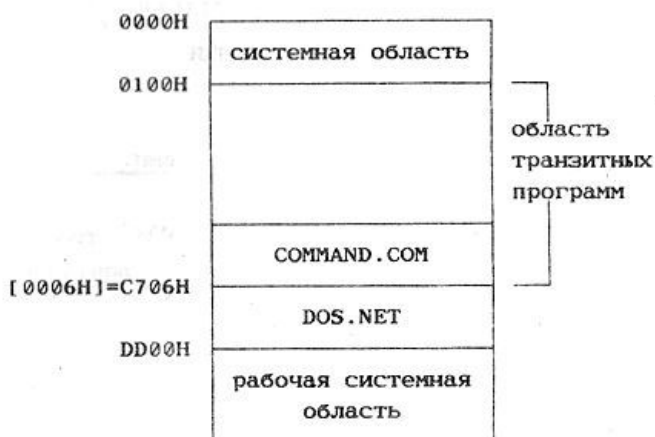 0000H
системная область
0100H
область
транзитных
программ
COMMAND.COM
[0006H]=C706H
DOS.NET
DD00H
рабочая системная
область